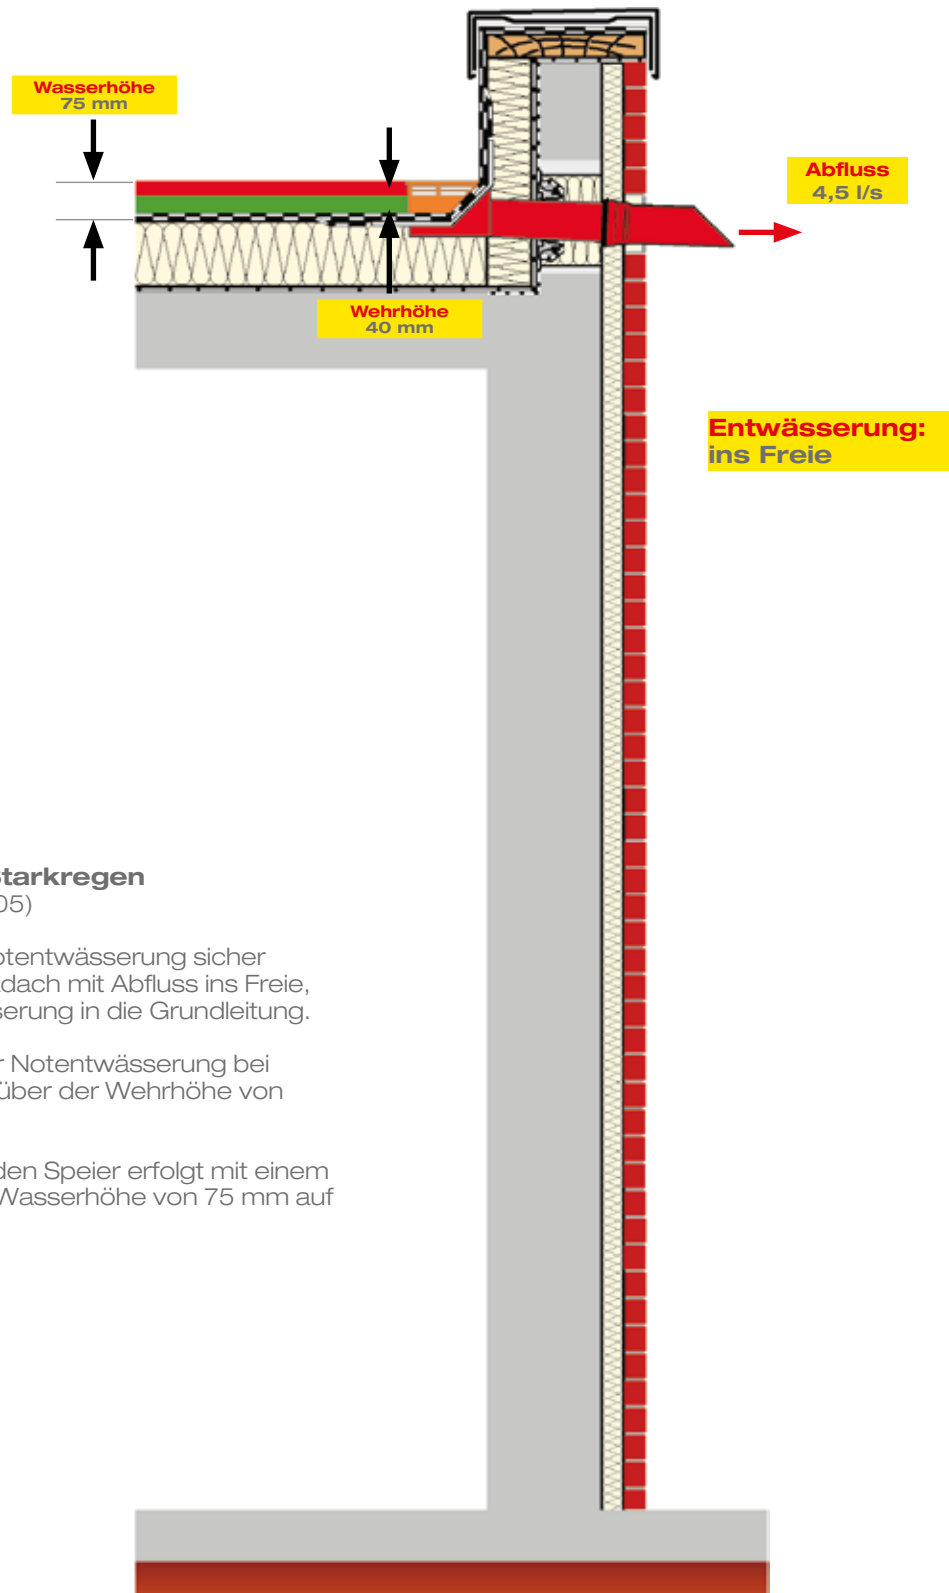 Wasserhöhe
75 mm
Abfluss
4,5 l/s
Wehrhöhe
40 mm
Entwässerung:
ins Freie
Starkregen
05)
otentwässerung sicher
dach mit Abfluss ins Freie,
serung in die Grundleitung.
r Notentwässerung bei
über der Wehrhöhe von
den Speier erfolgt mit einem
Wasserhöhe von 75 mm auf